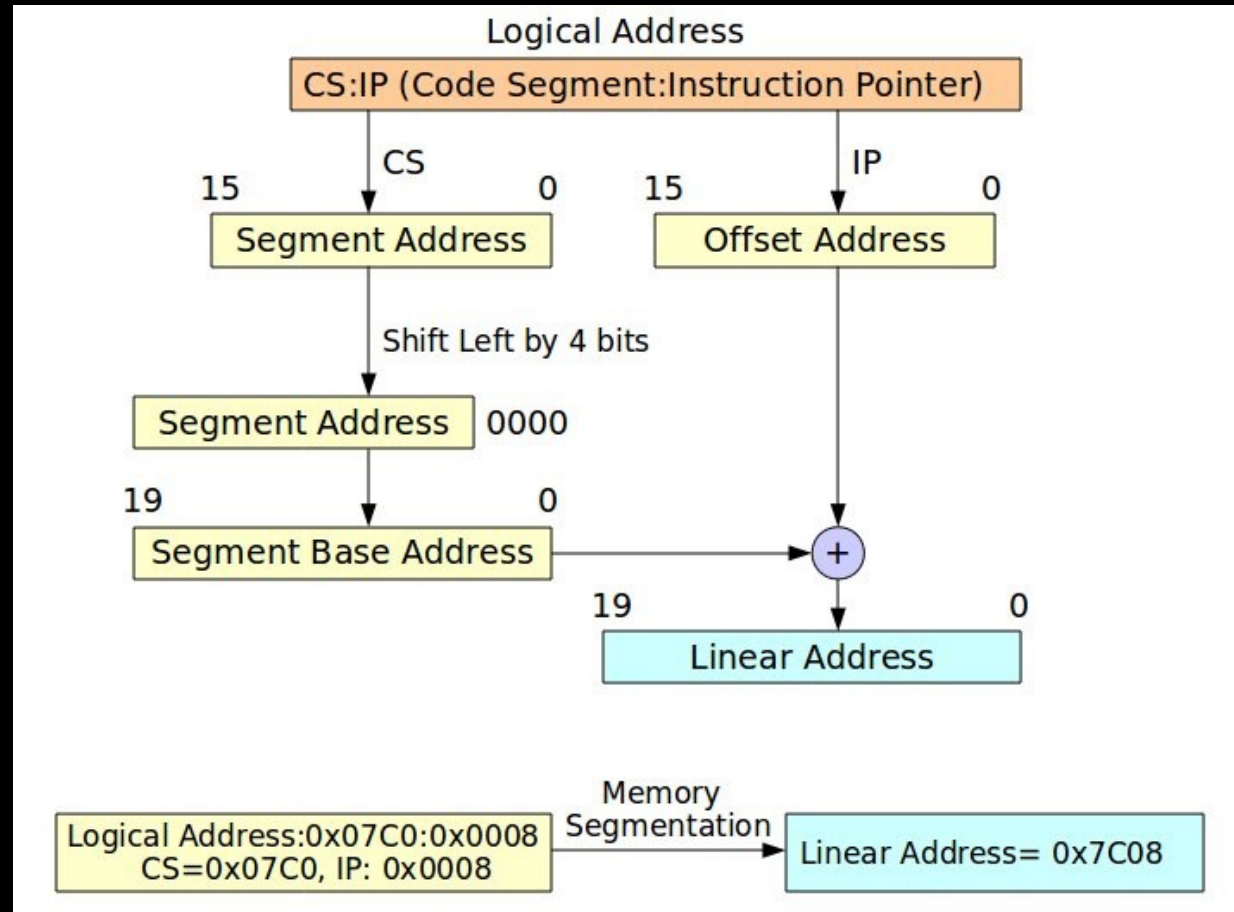 Logical Address
CS:IP (Code Segment:Instruction Pointer)
CS
IP
15 0
15 0
Segment Address
Offset Address
Shift Left by 4 bits
Segment Address 0000
19 0
Segment Base Address
+
19 0
Linear Address
Memory
Segmentation
Logical Address:0x07C0:0x0008
CS=0x07C0, IP: 0x0008
Linear Address= 0x7C08